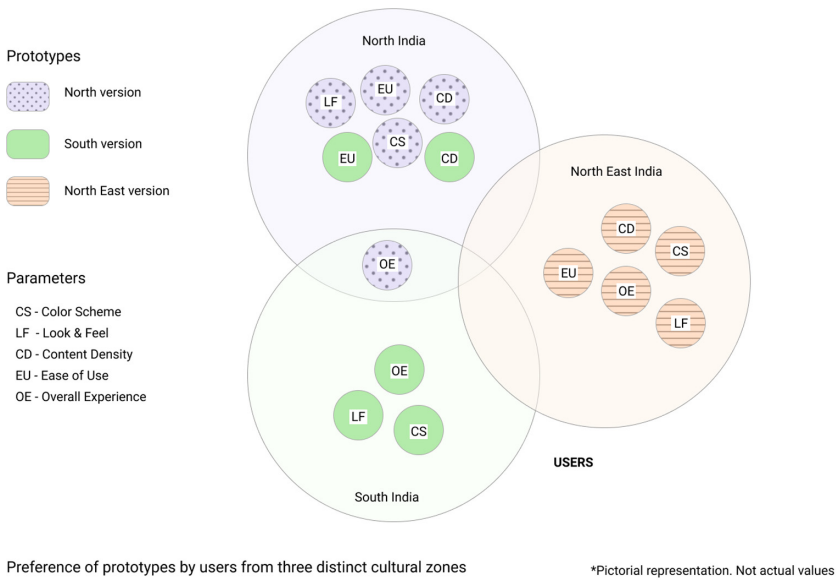 Prototypes
North version
South version
North East version
Parameters
CS - Color Scheme
LF - Look & Feel
CD - Content Density
EU - Ease of Use
OE - Overall Experience
North India
LF
EU
CD
CS
EU
CD
OE
North East India
CD
CS
EU
OE
LF
OE
LF
CS
South India
USERS
Preference of prototypes by users from three distinct cultural zones
*Pictorial representation. Not actual values